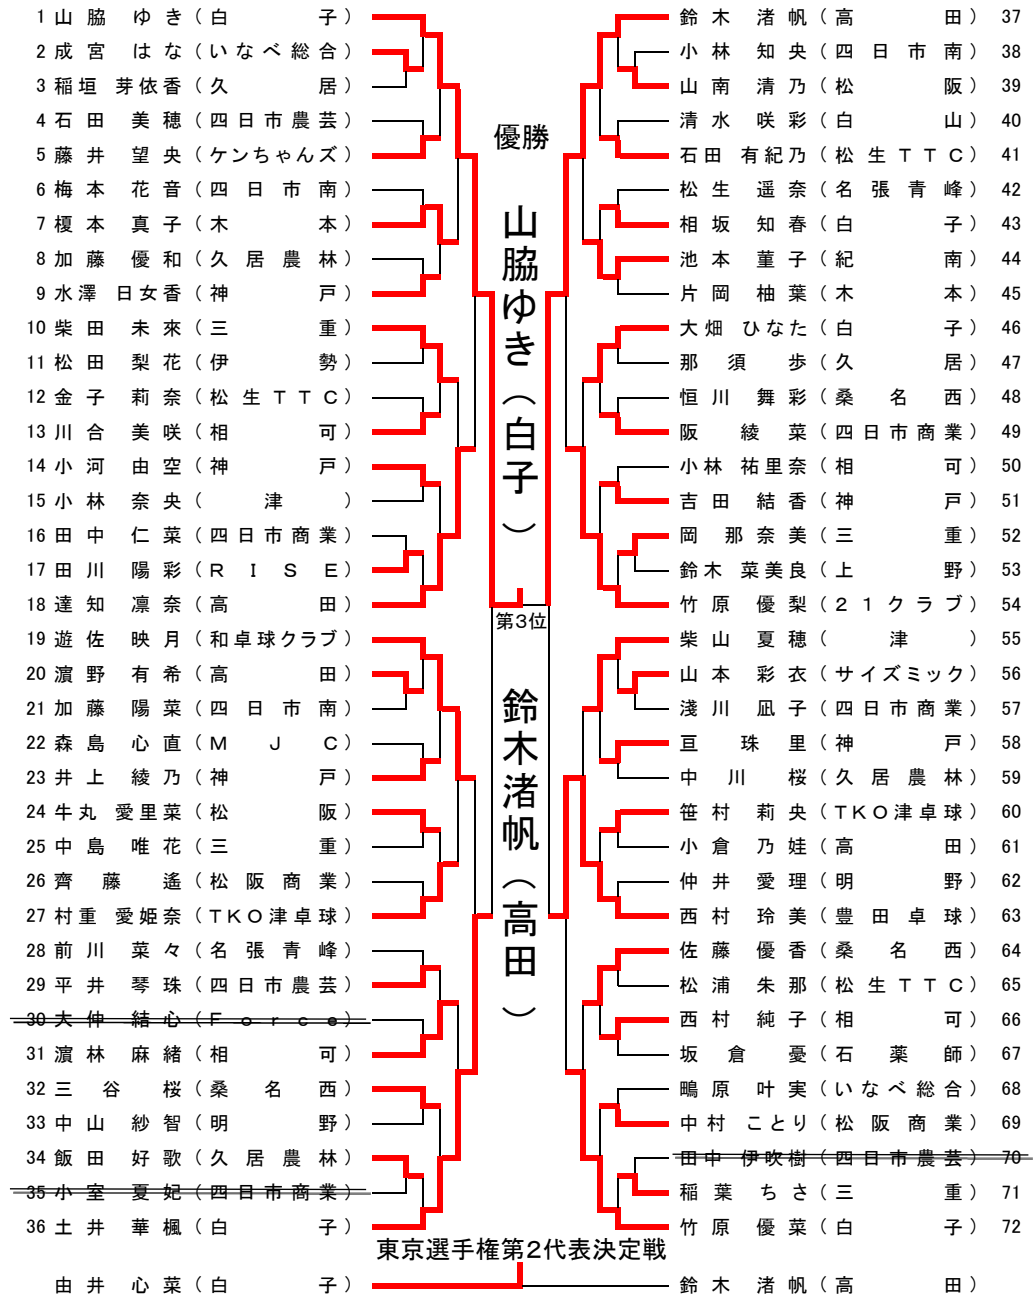 1 山脇 ゆき (白子)
2 成宮 はな (いなべ総合)
3 稲垣 芽依香 (久居)
4 石田 美穂 (四日市農芸)
5 藤井 望央 (ケンちゃんズ)
6 梅本 花音 (四日市南)
7 榎本 真子 (木本)
8 加藤 優和 (久居農林)
9 水澤 日女香 (神戸)
10 柴田 未來 (三重)
11 松田 梨花 (伊勢)
12 金子 莉奈 (松生TTC)
13 川合 美咲 (相可)
14 小河 由空 (神戸)
15 小林 奈央 (津)
16 田中 仁菜 (四日市商業)
17 田川 陽彩 (RISE)
18 達知 凛奈 (高田)
19 遊佐 映月 (和卓球クラブ)
20 濵野 有希 (高田)
21 加藤 陽菜 (四日市南)
22 森島 心直 (MJC)
23 井上 綾乃 (神戸)
24 牛丸 愛里菜 (松阪)
25 中島 唯花 (三重)
26 齊藤 遙 (松阪商業)
27 村重 愛姫奈 (TKO津卓球)
28 前川 菜々 (名張青峰)
29 平井 琴珠 (四日市農芸)
30 大仲 結心 (Force)
31 濵林 麻緒 (相可)
32 三谷 桜 (桑名西)
33 中山 紗智 (明野)
34 飯田 好歌 (久居農林)
35 小室 夏妃 (四日市商業)
36 土井 華楓 (白子)
優勝
山脇ゆき(白子)
第3位
鈴木渚帆(高田)
鈴木 渚帆 (高田) 37
小林 知央 (四日市南) 38
山南 清乃 (松阪) 39
清水 咲彩 (白山) 40
石田 有紀乃 (松生TTC) 41
松生 遥奈 (名張青峰) 42
相坂 知春 (白子) 43
池本 菫子 (紀南) 44
片岡 柚葉 (木本) 45
大畑 ひなた (白子) 46
那須 歩 (久居) 47
恒川 舞彩 (桑名西) 48
阪 綾菜 (四日市商業) 49
小林 祐里奈 (相可) 50
吉田 結香 (神戸) 51
岡 那奈美 (三重) 52
鈴木 菜美良 (上野) 53
竹原 優梨 (21クラブ) 54
柴山 夏穂 (津) 55
山本 彩衣 (サイズミック) 56
淺川 凪子 (四日市商業) 57
亘 珠里 (神戸) 58
中川 桜 (久居農林) 59
笹村 莉央 (TKO津卓球) 60
小倉 乃娃 (高田) 61
仲井 愛理 (明野) 62
西村 玲美 (豊田卓球) 63
佐藤 優香 (桑名西) 64
松浦 朱那 (松生TTC) 65
西村 純子 (相可) 66
坂倉 憂 (石薬師) 67
鴫原 叶実 (いなべ総合) 68
中村 ことり (松阪商業) 69
田中 伊吹樹 (四日市農芸) 70
稲葉 ちさ (三重) 71
竹原 優菜 (白子) 72
東京選手権第2代表決定戦
由井 心菜 (白子)
鈴木 渚帆 (高田)